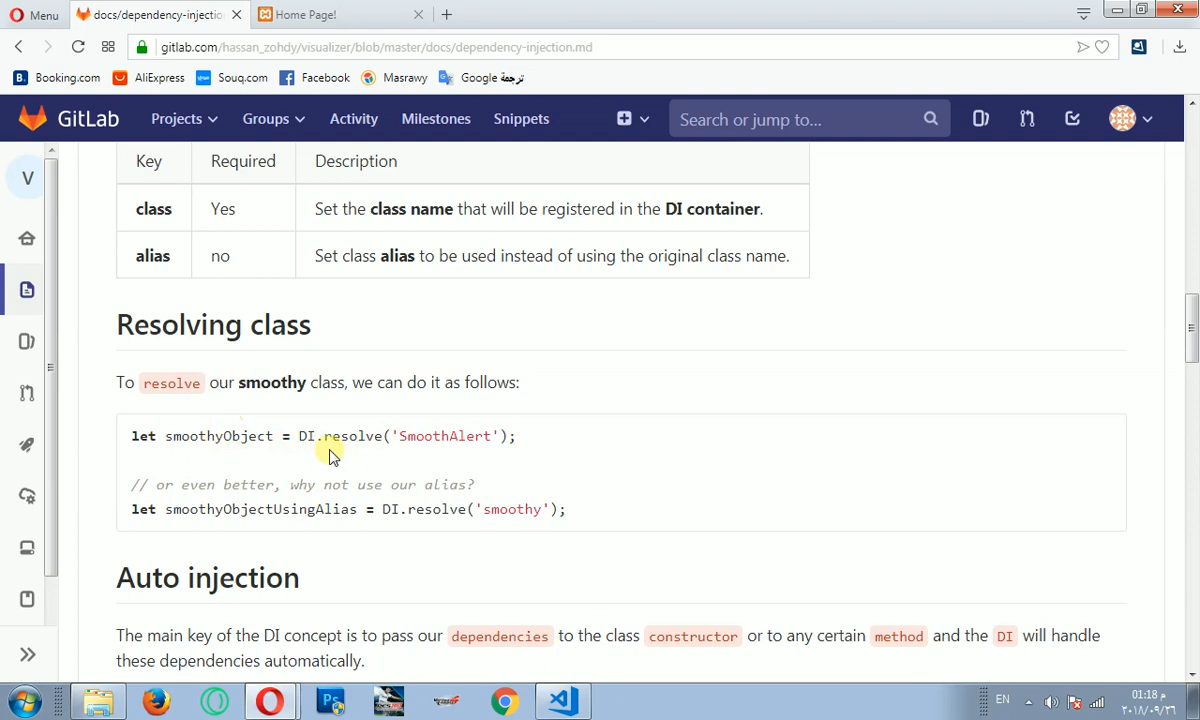 Menu
docs/dependency-injectio
Home Page!
gitlab.com/hassan_zohdy/visualizer/blob/master/docs/dependency-injection.md
Booking.com
AliExpress
Souq.com
Facebook
Masrawy
ترجمة Google
GitLab
Projects
Groups
Activity
Milestones
Snippets
Search or jump to...
V
Key Required Description
class Yes Set the class name that will be registered in the DI container.
alias no Set class alias to be used instead of using the original class name.
Resolving class
To resolve our smoothy class, we can do it as follows:
let smoothyObject = DI.resolve('SmoothAlert');
// or even better, why not use our alias?
let smoothyObjectUsingAlias = DI.resolve('smoothy');
Auto injection
The main key of the DI concept is to pass our dependencies to the class constructor or to any certain method and the DI will handle
these dependencies automatically.
EN
01:18 م
٢٠١٨/٠٩/٢٦